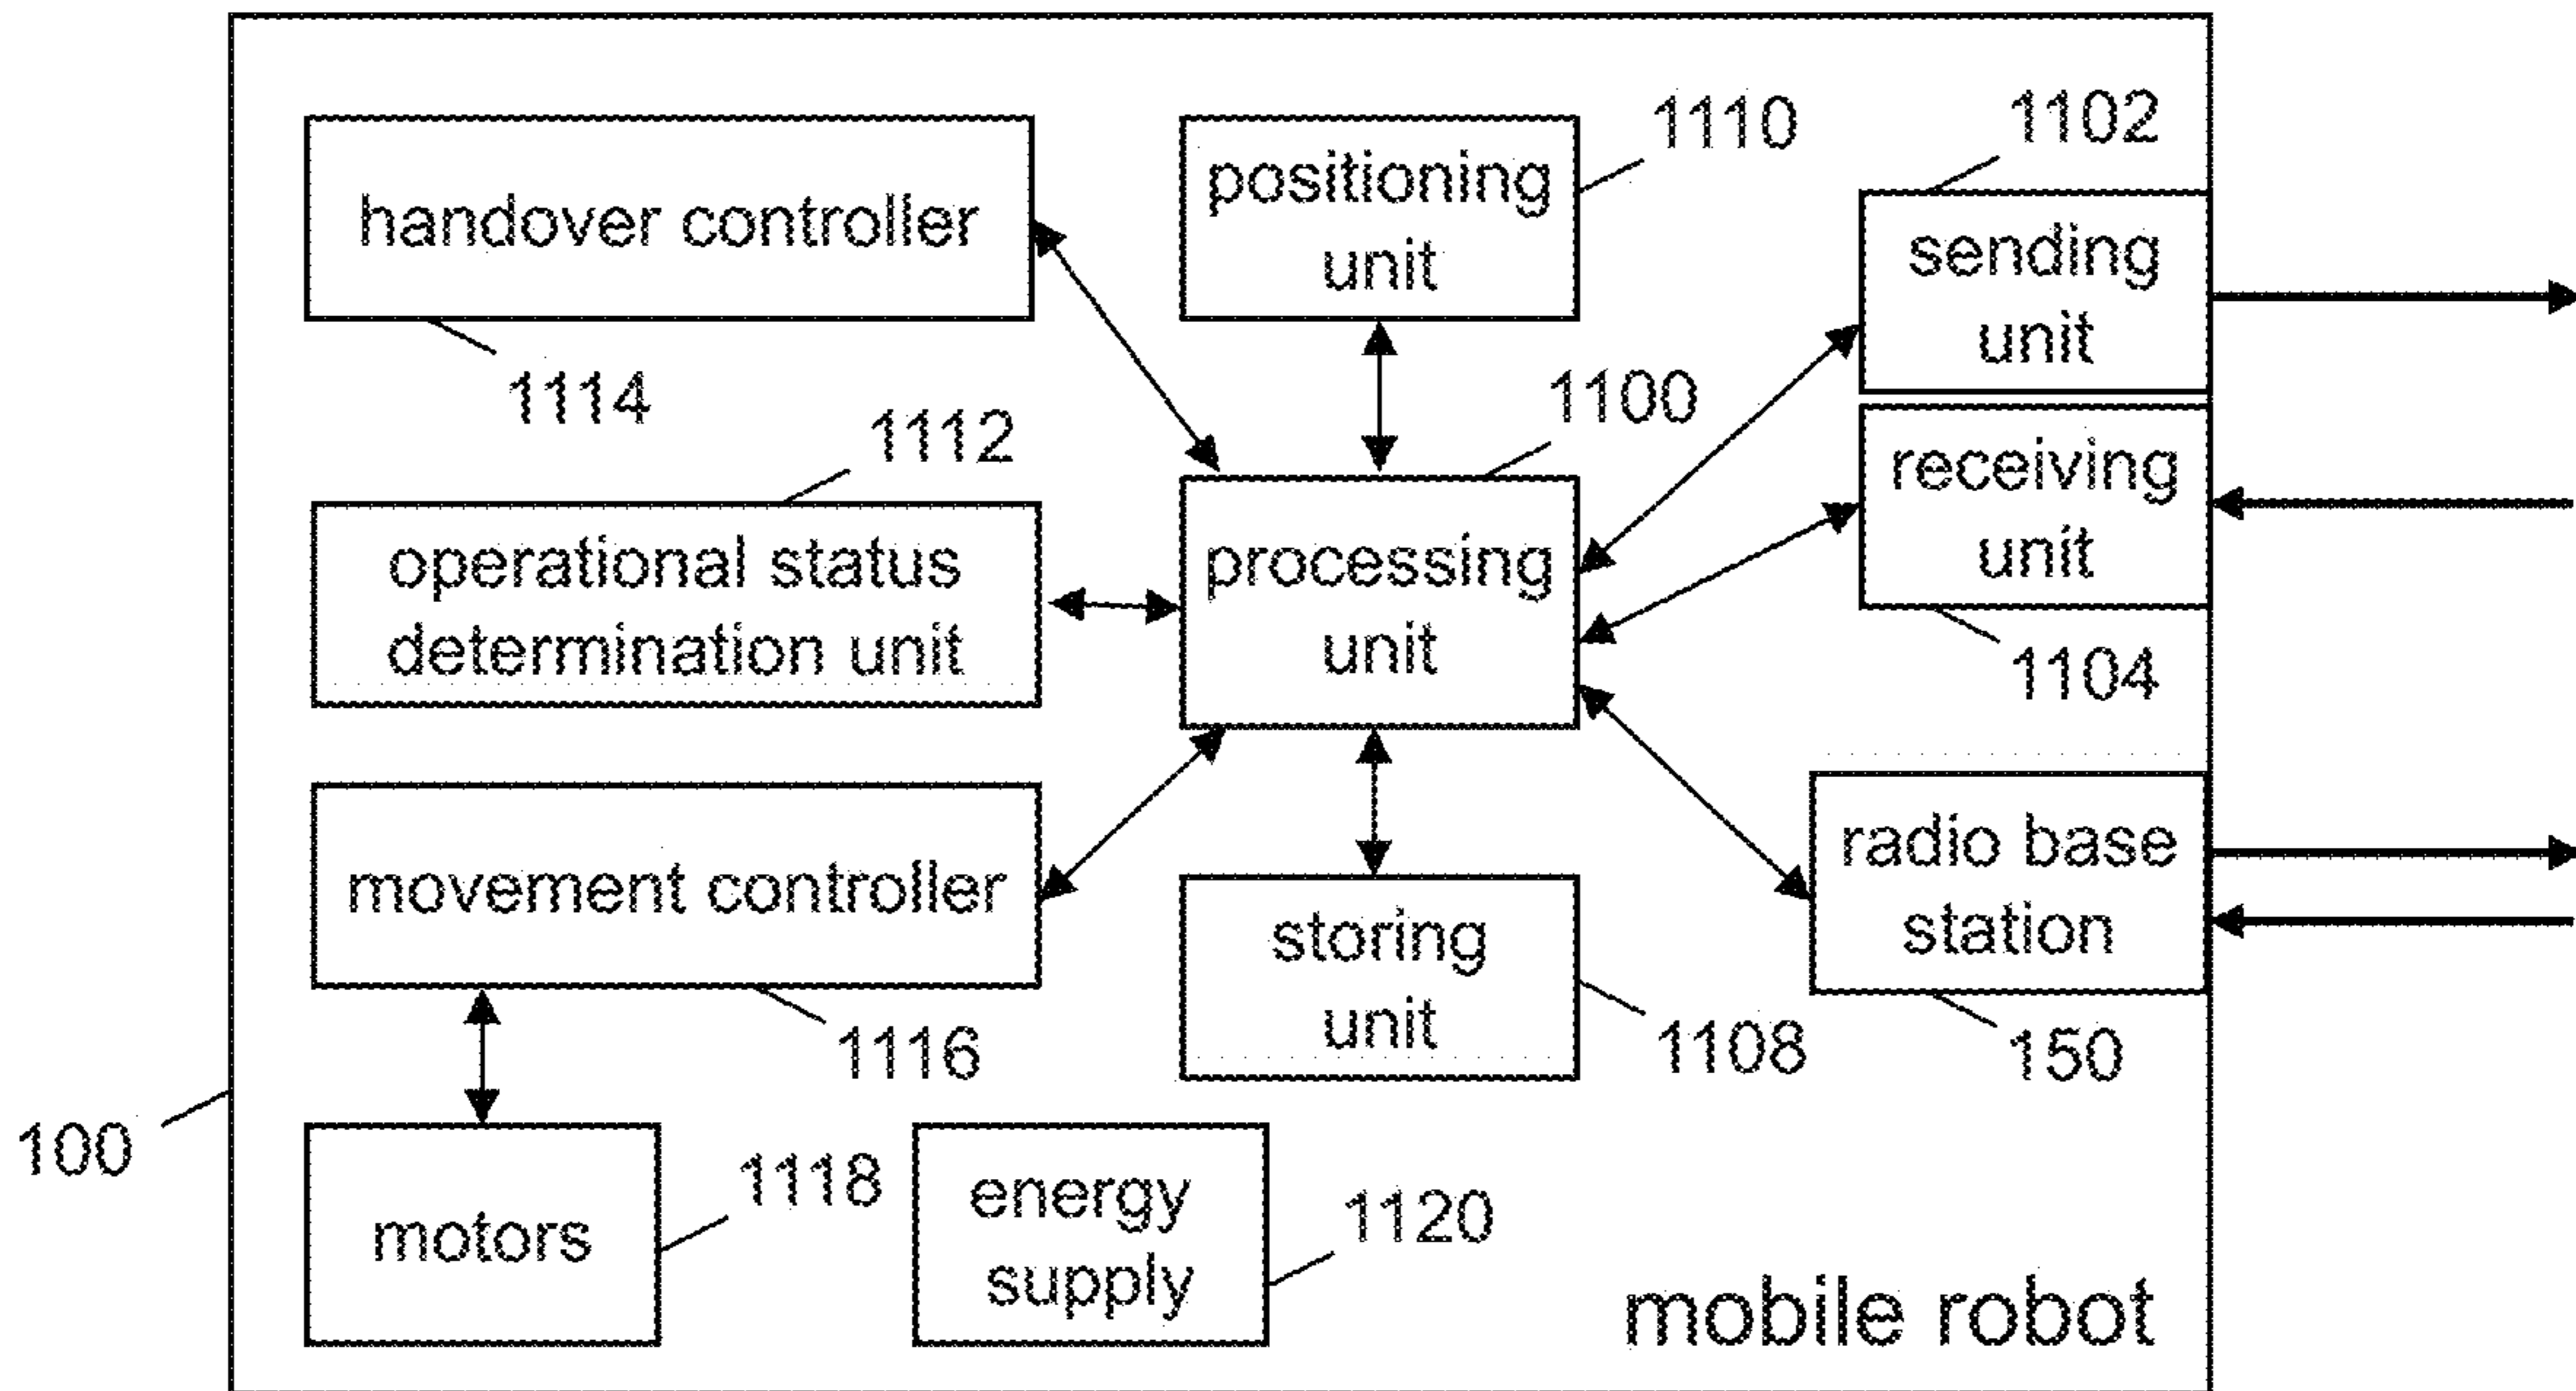 1102
1110
positioning
unit
handover controller
sending
unit
1114
1100
1112
receiving
unit
operational status
determination unit
processing
unit
1104
movement controller
radio base
station
storing
unit
1116
1108
150
100
motors
1118
energy
supply
1120
mobile robot